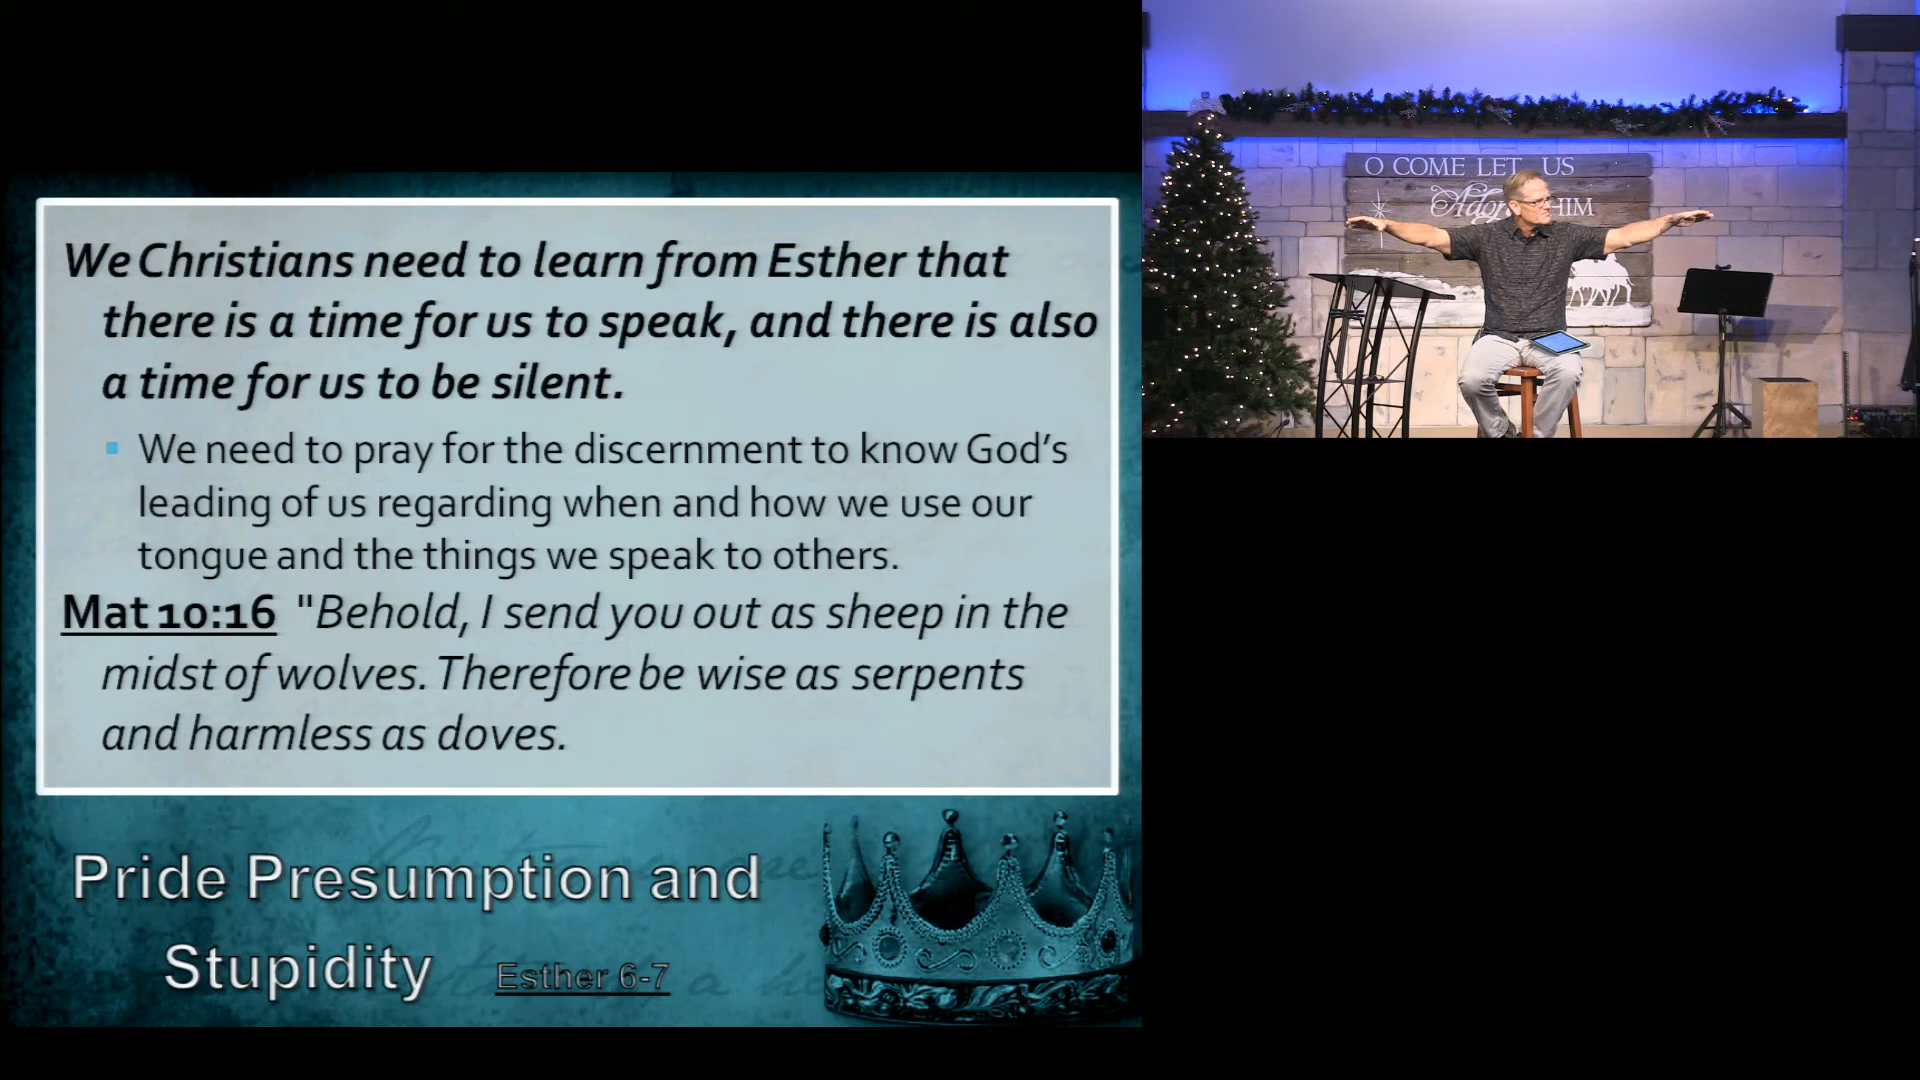 We Christians need to learn from Esther that
there is a time for us to speak, and there is also
a time for us to be silent.
We need to pray for the discernment to know God's
leading of us regarding when and how we use our
tongue and the things we speak to others.
Mat 10:16 "Behold, I send you out as sheep in the
midst of wolves. Therefore be wise as serpents
and harmless as doves.
Pride Presumption and
Stupidity Esther 6-7
O COME LET US
HIM